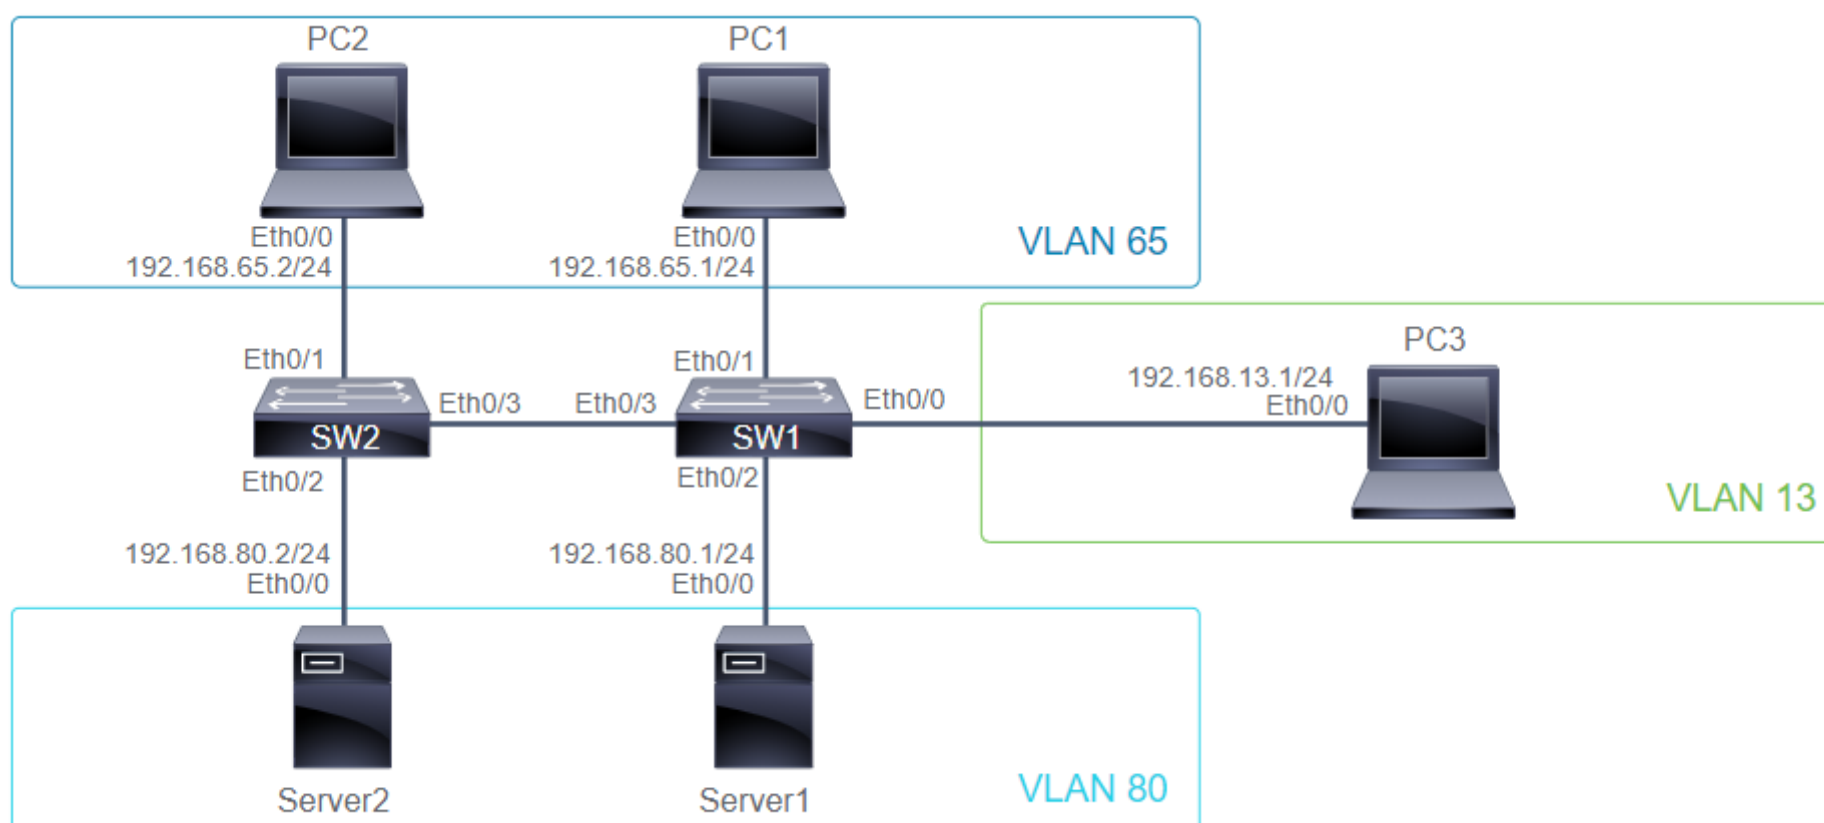 PC2
PC1
Eth0/0
192.168.65.2/24
Eth0/0
192.168.65.1/24
VLAN 65
PC3
192.168.13.1/24
Eth0/0
VLAN 13
Eth0/1
Eth0/1
Eth0/3
Eth0/3
Eth0/0
SW2
SW1
Eth0/2
Eth0/2
192.168.80.2/24
Eth0/0
192.168.80.1/24
Eth0/0
Server2
Server1
VLAN 80